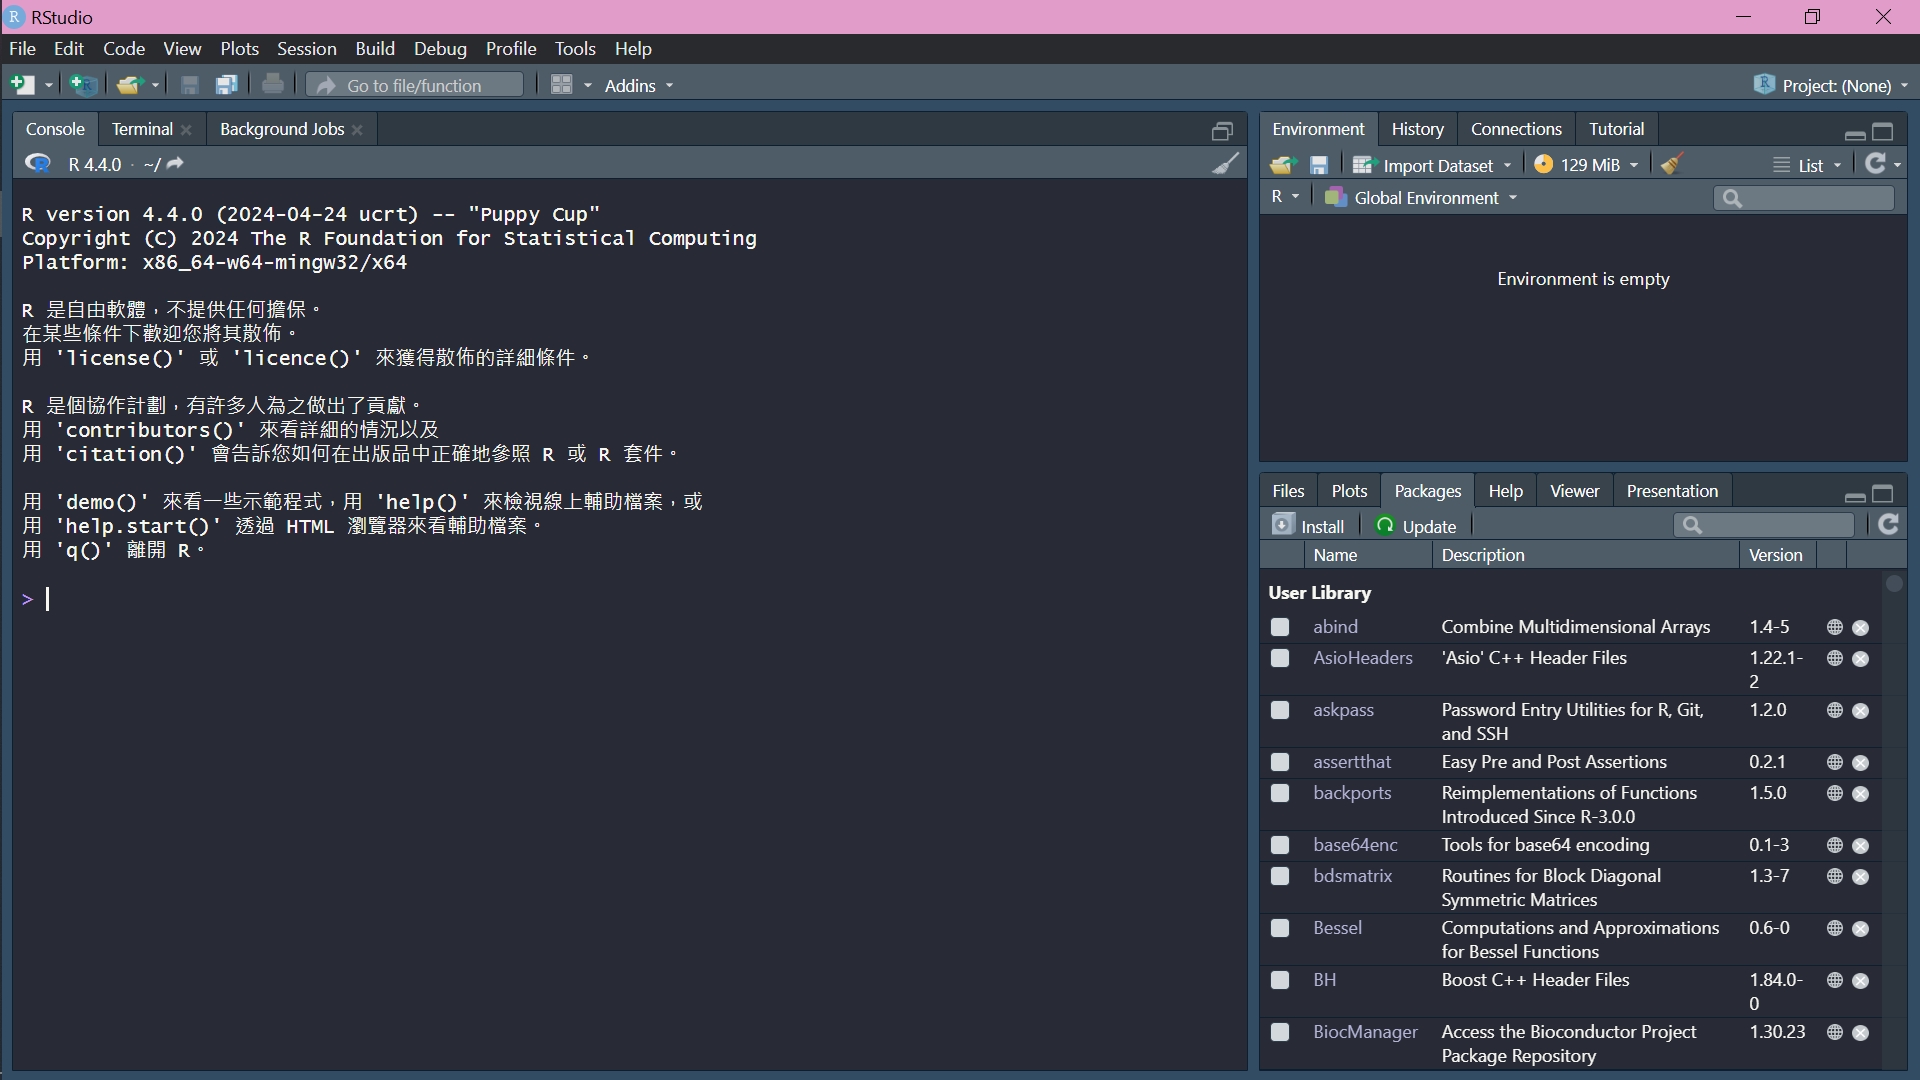 RStudio
File Edit Code View Plots Session Build Debug Profile Tools Help
Go to file/function Addins Project: (None)
Console Terminal Background Jobs
R 4.4.0 · ~/
R version 4.4.0 (2024-04-24 ucrt) -- "Puppy Cup"
Copyright (C) 2024 The R Foundation for Statistical Computing
Platform: x86_64-w64-mingw32/x64
R 是自由軟體，不提供任何擔保。
在某些條件下歡迎您將其散佈。
用 'license()' 或 'licence()' 來獲得散佈的詳細條件。
R 是個協作計劃，有許多人為之做出了貢獻。
用 'contributors()' 來看詳細的情況以及
用 'citation()' 會告訴您如何在出版品中正確地參照 R 或 R 套件。
用 'demo()' 來看一些示範程式，用 'help()' 來檢視線上輔助檔案，或
用 'help.start()' 透過 HTML 瀏覽器來看輔助檔案。
用 'q()' 離開 R。
>
Environment History Connections Tutorial
Import Dataset 129 MiB List
R Global Environment
Environment is empty
Files Plots Packages Help Viewer Presentation
Install Update
Name Description Version
User Library
abind Combine Multidimensional Arrays 1.4-5
AsioHeaders 'Asio' C++ Header Files 1.22.1-
2
askpass Password Entry Utilities for R, Git, 1.2.0
and SSH
assertthat Easy Pre and Post Assertions 0.2.1
backports Reimplementations of Functions 1.5.0
Introduced Since R-3.0.0
base64enc Tools for base64 encoding 0.1-3
bdsmatrix Routines for Block Diagonal 1.3-7
Symmetric Matrices
Bessel Computations and Approximations 0.6-0
for Bessel Functions
BH Boost C++ Header Files 1.84.0-
0
BiocManager Access the Bioconductor Project 1.30.23
Package Repository